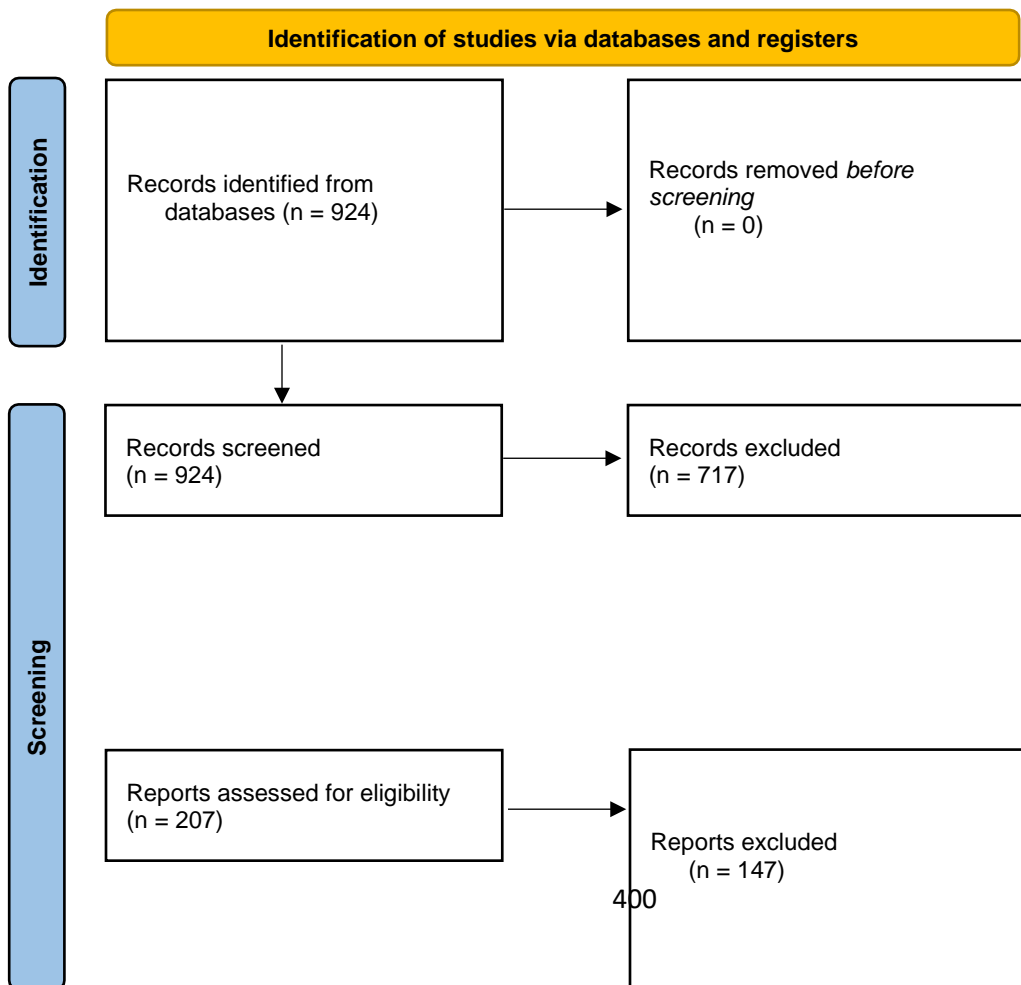 Identification of studies via databases and registers
Identification
Records identified from
databases (n = 924)
Records removed before
screening
(n = 0)
Screening
Records screened
(n = 924)
Records excluded
(n = 717)
Reports assessed for eligibility
(n = 207)
Reports excluded
(n = 147)
400